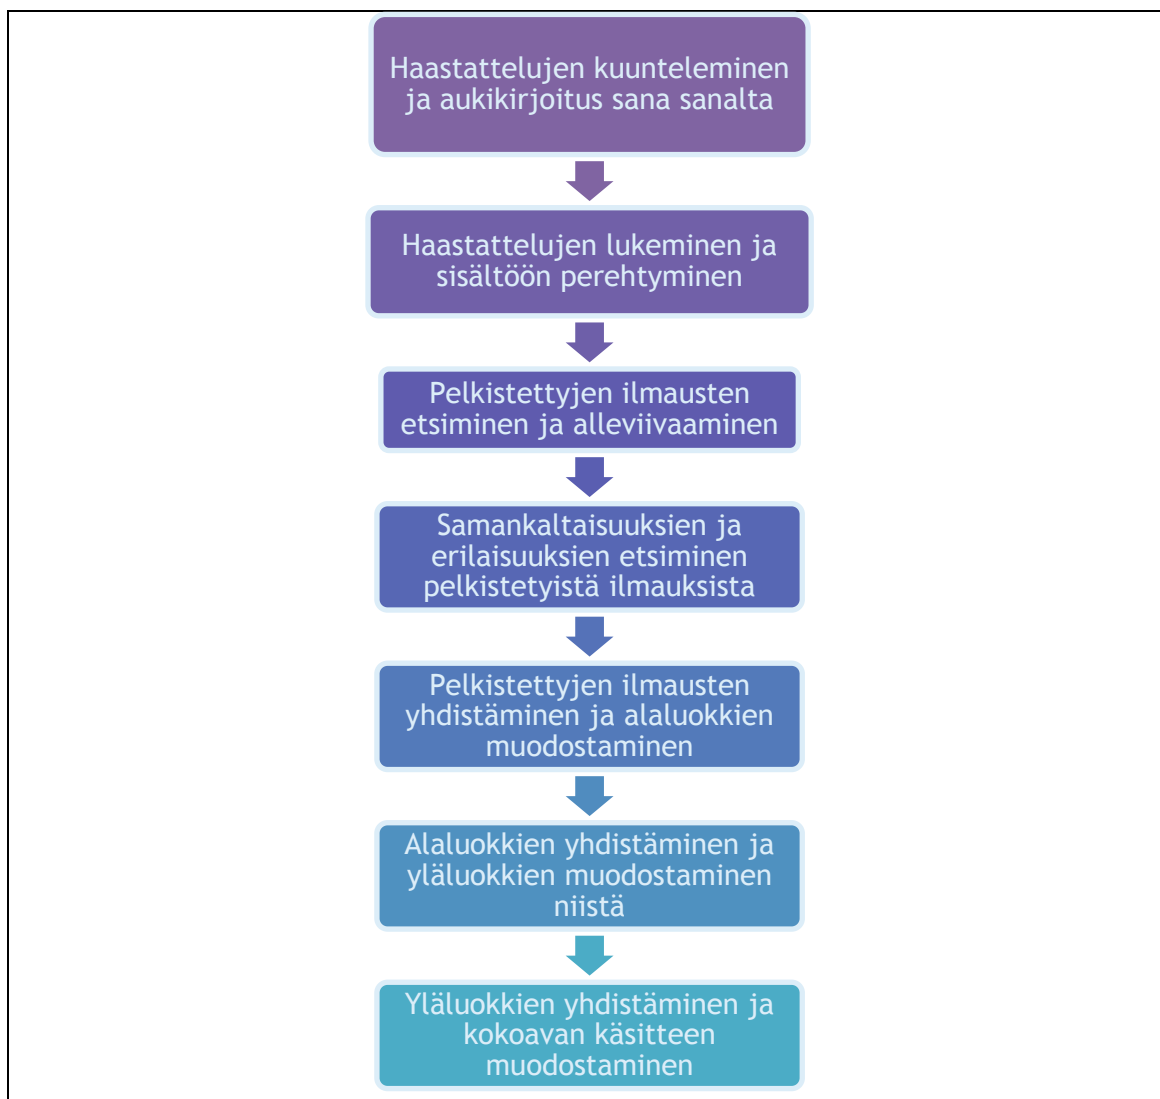 Haastattelujen kuunteleminen
ja aukikirjoitus sana sanalta
Haastattelujen lukeminen ja
sisältöön perehtyminen
Pelkistettyjen ilmausten
etsiminen ja alleviivaaminen
Samankaltaisuuksien ja
erilaisuuksien etsiminen
pelkistetyistä ilmauksista
Pelkistettyjen ilmausten
yhdistäminen ja alaluokkien
muodostaminen
Alaluokkien yhdistäminen ja
yläluokkien muodostaminen
niistä
Yläluokkien yhdistäminen ja
kokoavan käsitteen
muodostaminen